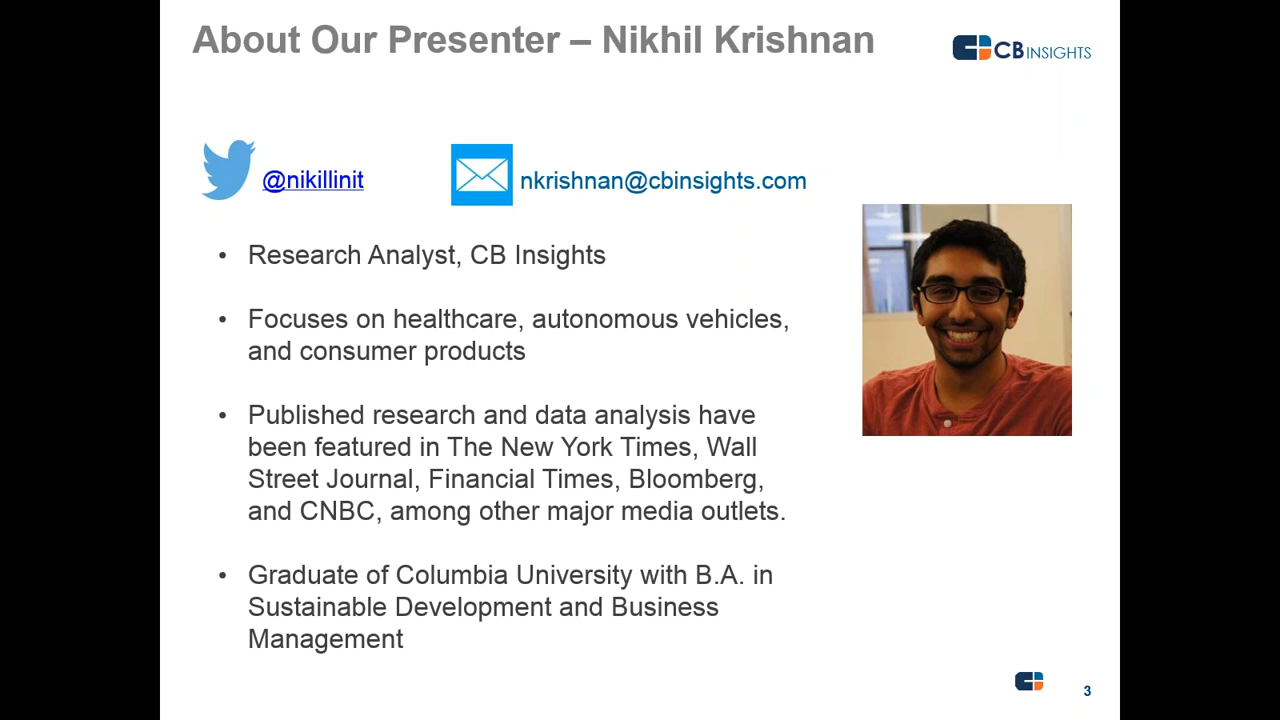 About Our Presenter – Nikhil Krishnan
CB INSIGHTS
@nikillinit
nkrishnan@cbinsights.com
• Research Analyst, CB Insights
• Focuses on healthcare, autonomous vehicles,
and consumer products
• Published research and data analysis have
been featured in The New York Times, Wall
Street Journal, Financial Times, Bloomberg,
and CNBC, among other major media outlets.
• Graduate of Columbia University with B.A. in
Sustainable Development and Business
Management
3